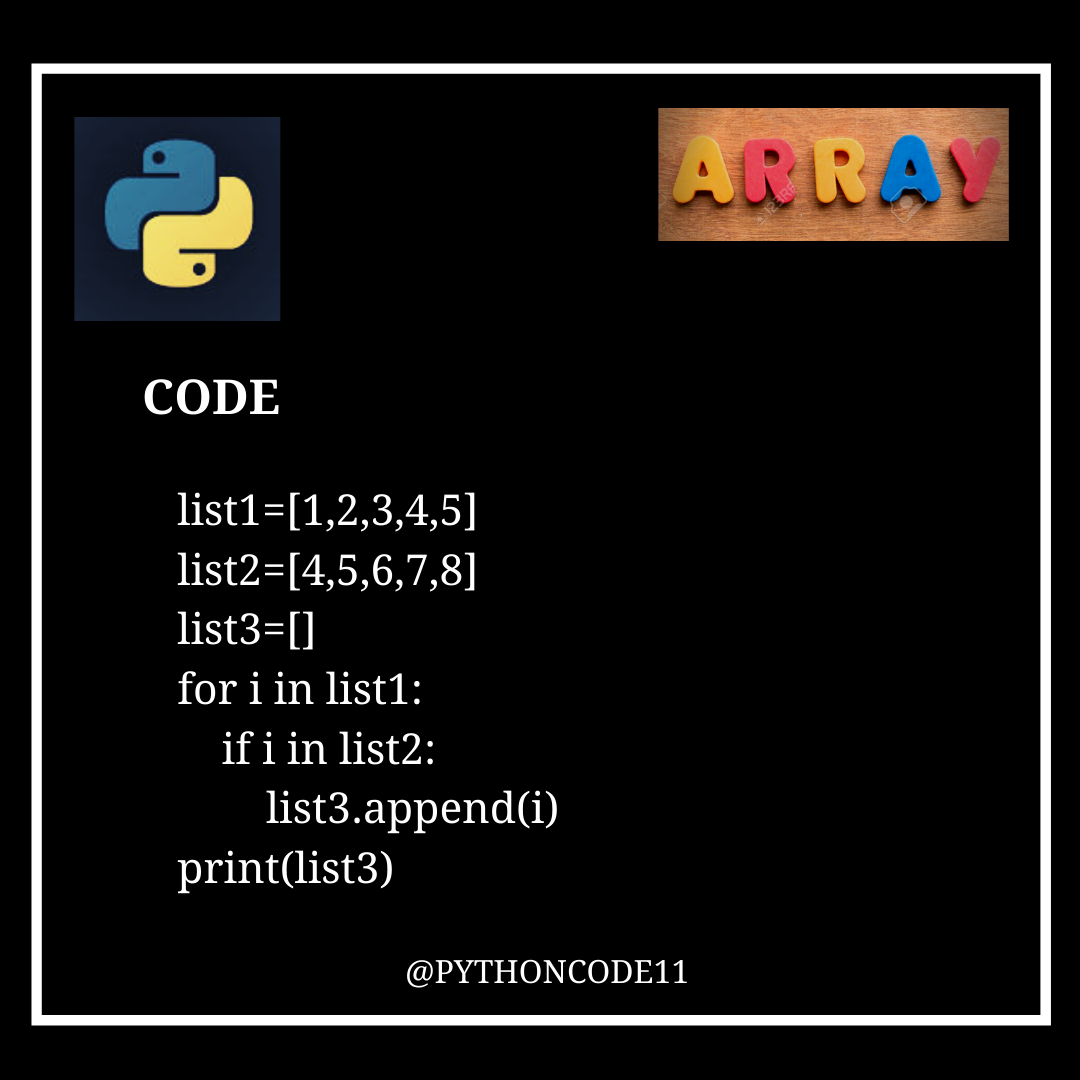 ARRAY
CODE
list1=[1,2,3,4,5]
list2=[4,5,6,7,8]
list3=[]
for i in list1:
    if i in list2:
        list3.append(i)
print(list3)
@PYTHONCODE11